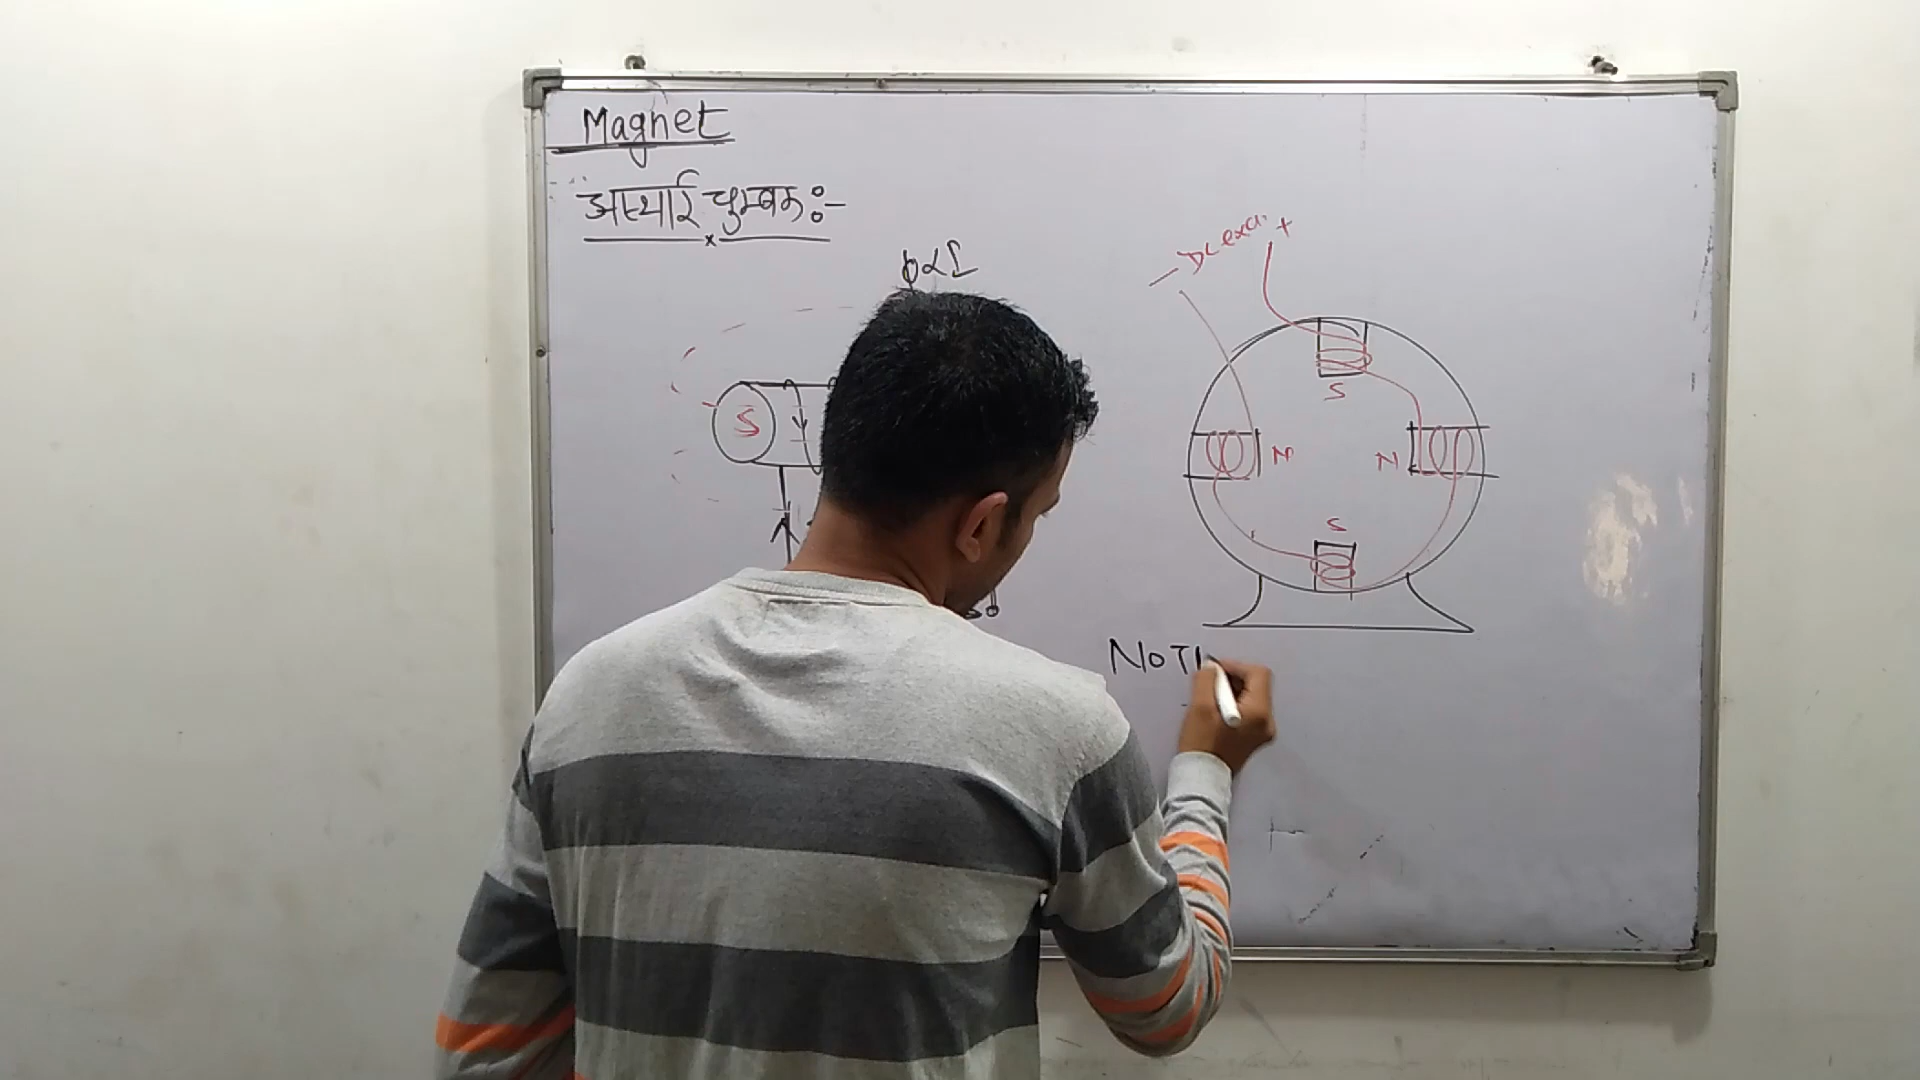 Magnet
अस्थाई चुम्बक :-
ϕ∝I
- DC exci. +
S
S
N
N
S
NOT